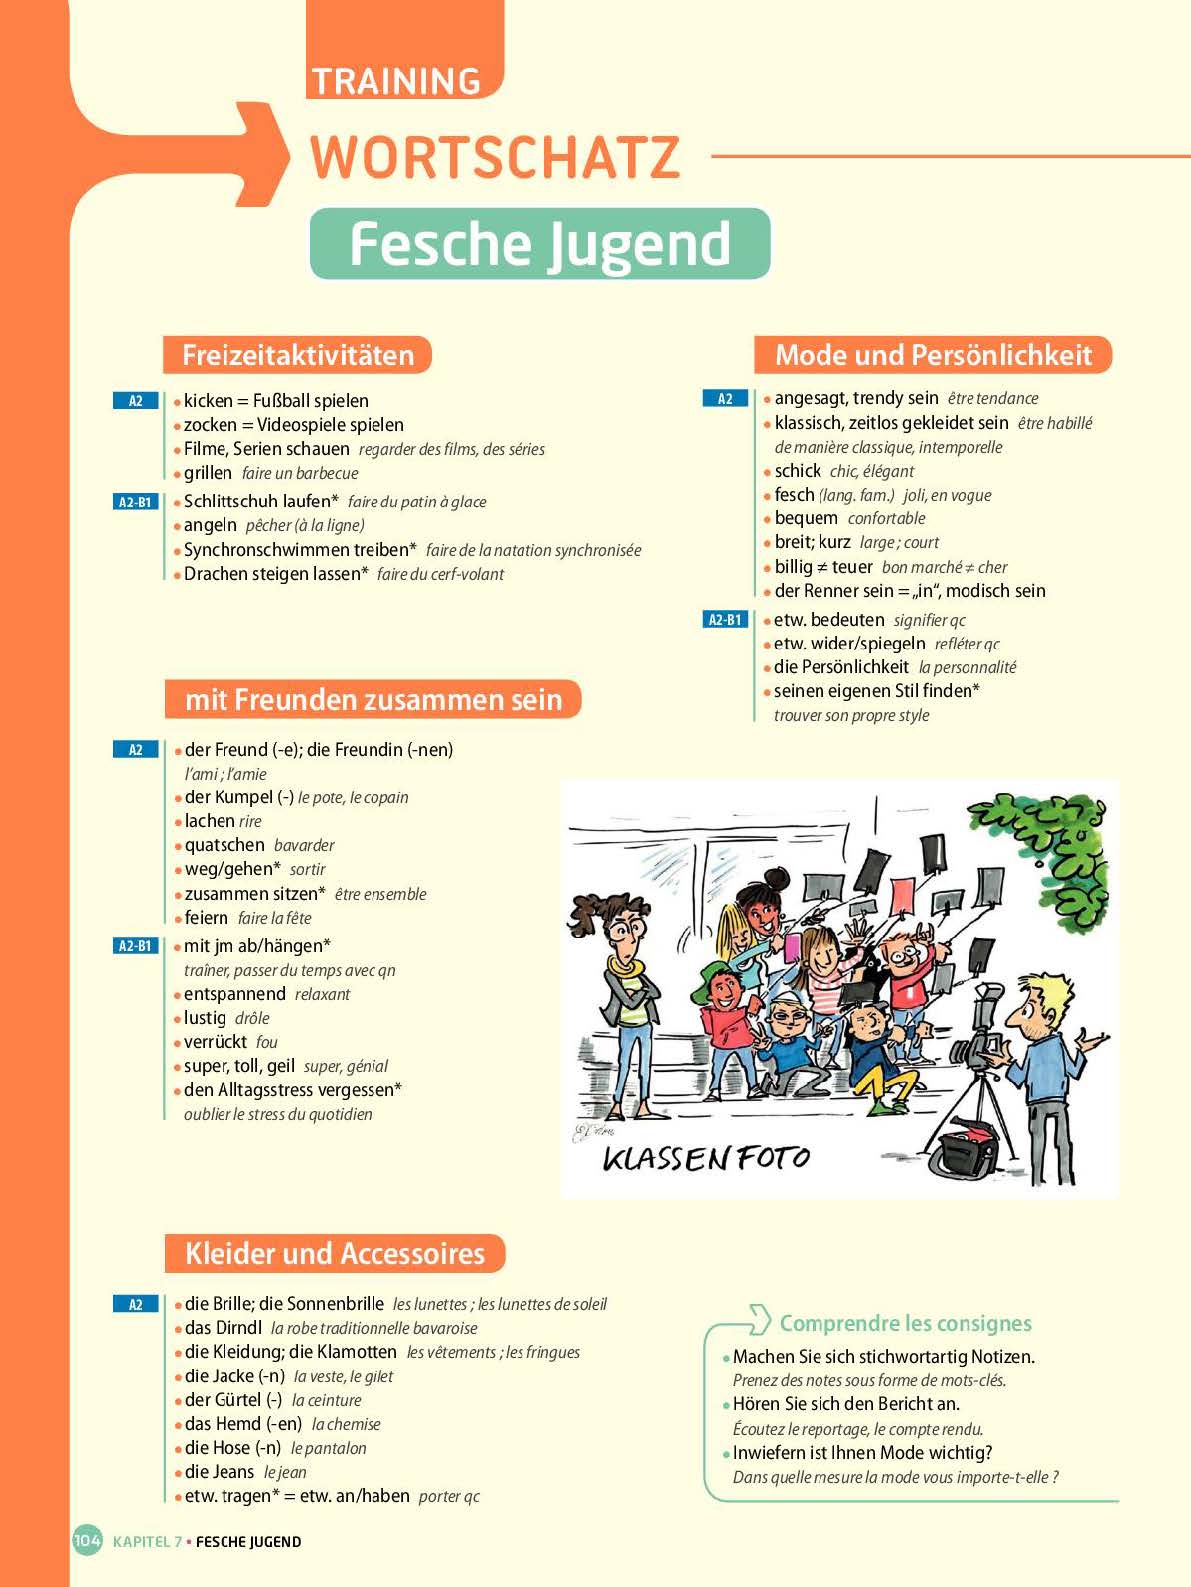 TRAINING
WORTSCHATZ
Fesche Jugend
Freizeitaktivitäten
A2
• kicken = Fußball spielen
• zocken = Videospiele spielen
• Filme, Serien schauen regarder des films, des séries
• grillen faire un barbecue
A2-B1
• Schlittschuh laufen* faire du patin à glace
• angeln pêcher (à la ligne)
• Synchronschwimmen treiben* faire de la natation synchronisée
• Drachen steigen lassen* faire du cerf-volant
mit Freunden zusammen sein
A2
• der Freund (-e); die Freundin (-nen)
l'ami ; l'amie
• der Kumpel (-) le pote, le copain
• lachen rire
• quatschen bavarder
• weg/gehen* sortir
• zusammen sitzen* être ensemble
• feiern faire la fête
A2-B1
• mit jm ab/hängen*
traîner, passer du temps avec qn
• entspannend relaxant
• lustig drôle
• verrückt fou
• super, toll, geil super, génial
• den Alltagsstress vergessen*
oublier le stress du quotidien
Mode und Persönlichkeit
A2
• angesagt, trendy sein être tendance
• klassisch, zeitlos gekleidet sein être habillé
de manière classique, intemporelle
• schick chic, élégant
• fesch (lang. fam.) joli, en vogue
• bequem confortable
• breit; kurz large ; court
• billig ≠ teuer bon marché ≠ cher
• der Renner sein = „in“, modisch sein
A2-B1
• etw. bedeuten signifier qc
• etw. wider/spiegeln refléter qc
• die Persönlichkeit la personnalité
• seinen eigenen Stil finden*
trouver son propre style
KLASSENFOTO
Kleider und Accessoires
A2
• die Brille; die Sonnenbrille les lunettes ; les lunettes de soleil
• das Dirndl la robe traditionnelle bavaroise
• die Kleidung; die Klamotten les vêtements ; les fringues
• die Jacke (-n) la veste, le gilet
• der Gürtel (-) la ceinture
• das Hemd (-en) la chemise
• die Hose (-n) le pantalon
• die Jeans le jean
• etw. tragen* = etw. an/haben porter qc
Comprendre les consignes
• Machen Sie sich stichwortartig Notizen.
Prenez des notes sous forme de mots-clés.
• Hören Sie sich den Bericht an.
Écoutez le reportage, le compte rendu.
• Inwiefern ist Ihnen Mode wichtig?
Dans quelle mesure la mode vous importe-t-elle ?
104 KAPITEL 7 • FESCHE JUGEND